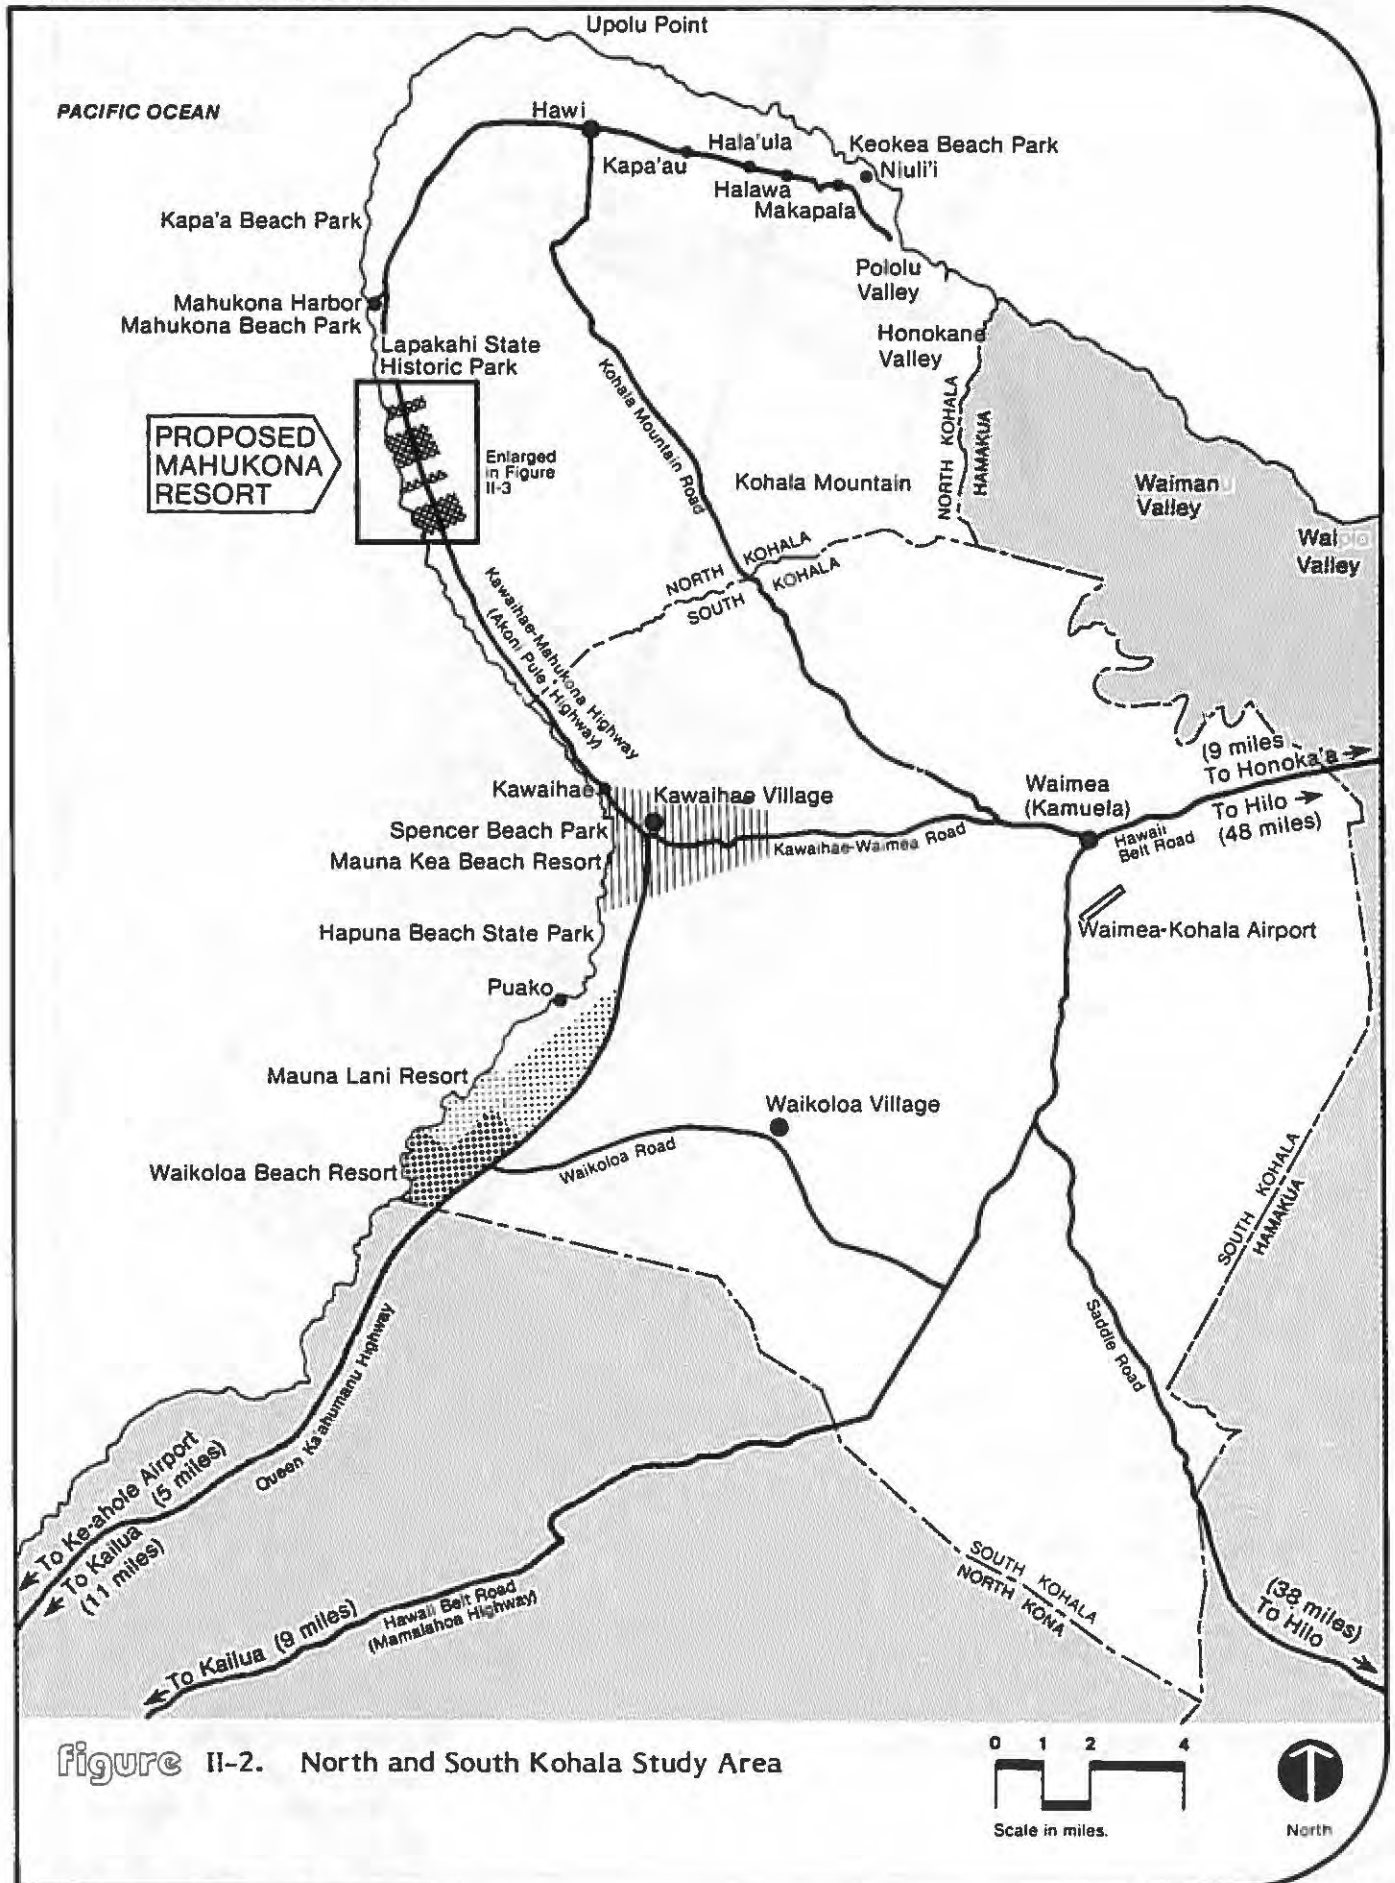 Upolu Point
PACIFIC OCEAN
Hawi
Hala'ula
Keokea Beach Park
Kapa'au
Niuli'i
Halawa
Makapala
Kapa'a Beach Park
Pololu
Valley
Mahukona Harbor
Mahukona Beach Park
Honokane
Valley
Lapakahi State
Historic Park
Kohala Mountain Road
NORTH KOHALA
HAMAKUA
PROPOSED
MAHUKONA
RESORT
Enlarged
in Figure
II-3
Kohala Mountain
Waiman
Valley
Waipio
Valley
NORTH KOHALA
SOUTH KOHALA
Kawaihae-Mahukona Highway
(Akoni Pule Highway)
(9 miles
To Honoka'a
Kawaihae
Kawaihae Village
Waimea
(Kamuela)
To Hilo
(48 miles)
Spencer Beach Park
Kawaihae-Waimea Road
Hawaii
Belt Road
Mauna Kea Beach Resort
Hapuna Beach State Park
Waimea-Kohala Airport
Puako
Mauna Lani Resort
Waikoloa Village
Waikoloa Road
Waikoloa Beach Resort
SOUTH KOHALA
HAMAKUA
Queen Ka'ahumanu Highway
Saddle Road
To Ke-ahole Airport
(5 miles)
To Kailua
(11 miles)
SOUTH KOHALA
NORTH KONA
(38 miles)
To Hilo
To Kailua (9 miles)
Hawaii Belt Road
(Mamalahoa Highway)
figure II-2. North and South Kohala Study Area
0 1 2 4
Scale in miles.
North